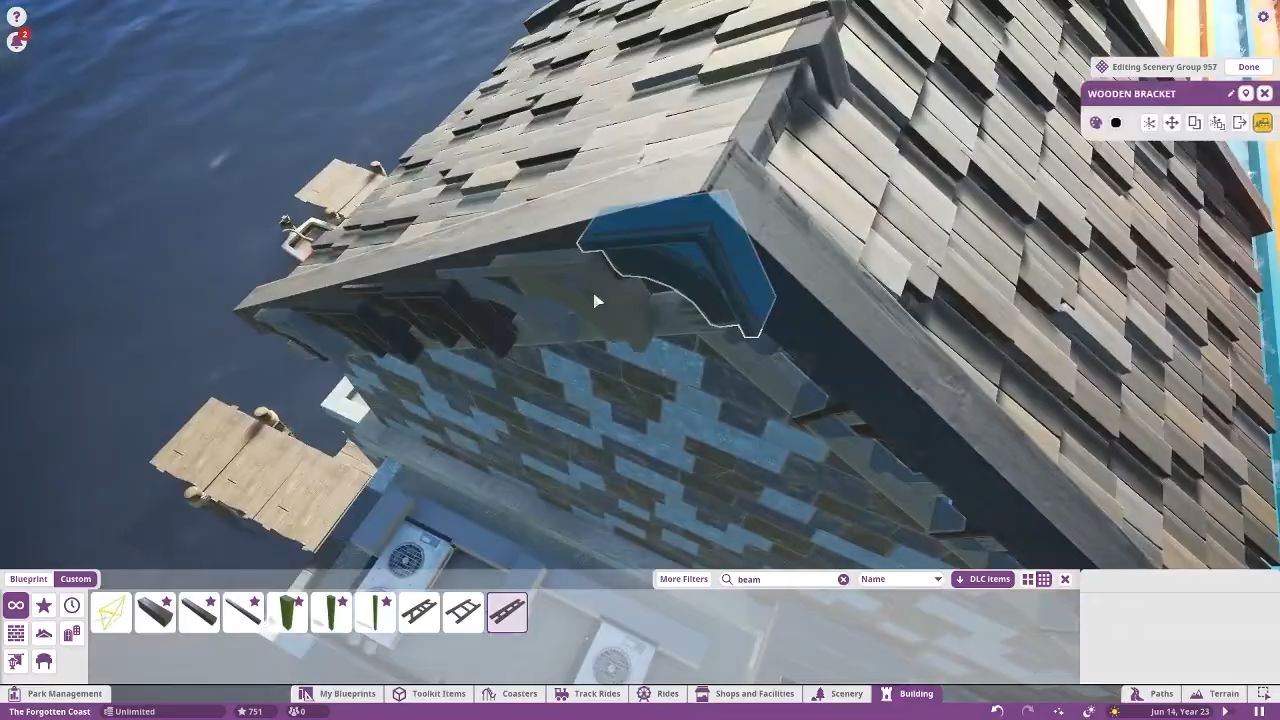 ?
2
Editing Scenery Group 957 Done
WOODEN BRACKET
Blueprint Custom More Filters beam Name DLC items
Park Management My Blueprints Toolkit Items Coasters Track Rides Rides Shops and Facilities Scenery Building Paths Terrain
The Forgotten Coast Unlimited 751 0 Jun 14, Year 23